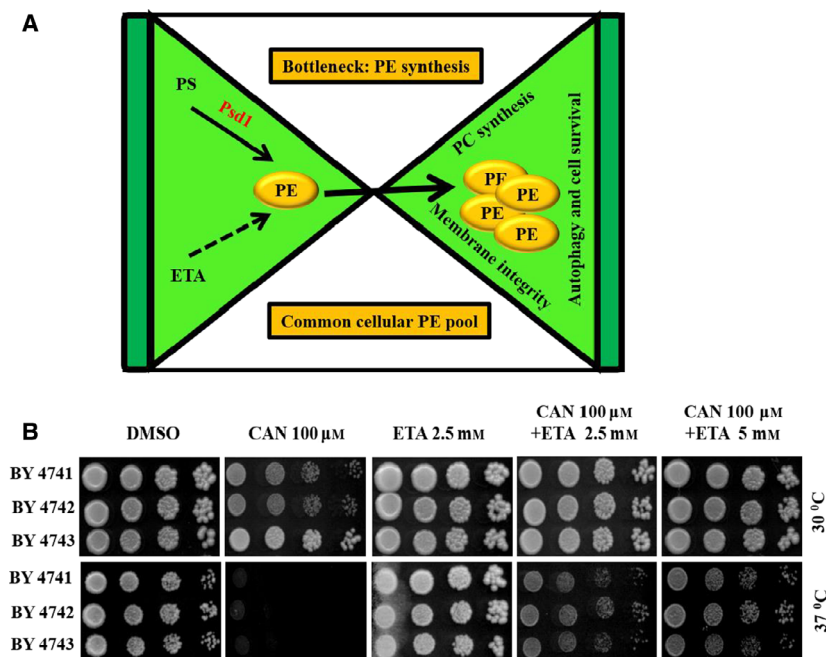 A
Bottleneck: PE synthesis
PS
Psd1
PE
ETA
PC synthesis
PE
PE
PE
PE
Membrane integrity
Autophagy and cell survival
Common cellular PE pool
B
DMSO
CAN 100 μM
ETA 2.5 mM
CAN 100 μM
+ETA 2.5 mM
CAN 100 μM
+ETA 5 mM
BY 4741
BY 4742
BY 4743
30 ⁰C
BY 4741
BY 4742
BY 4743
37 ⁰C